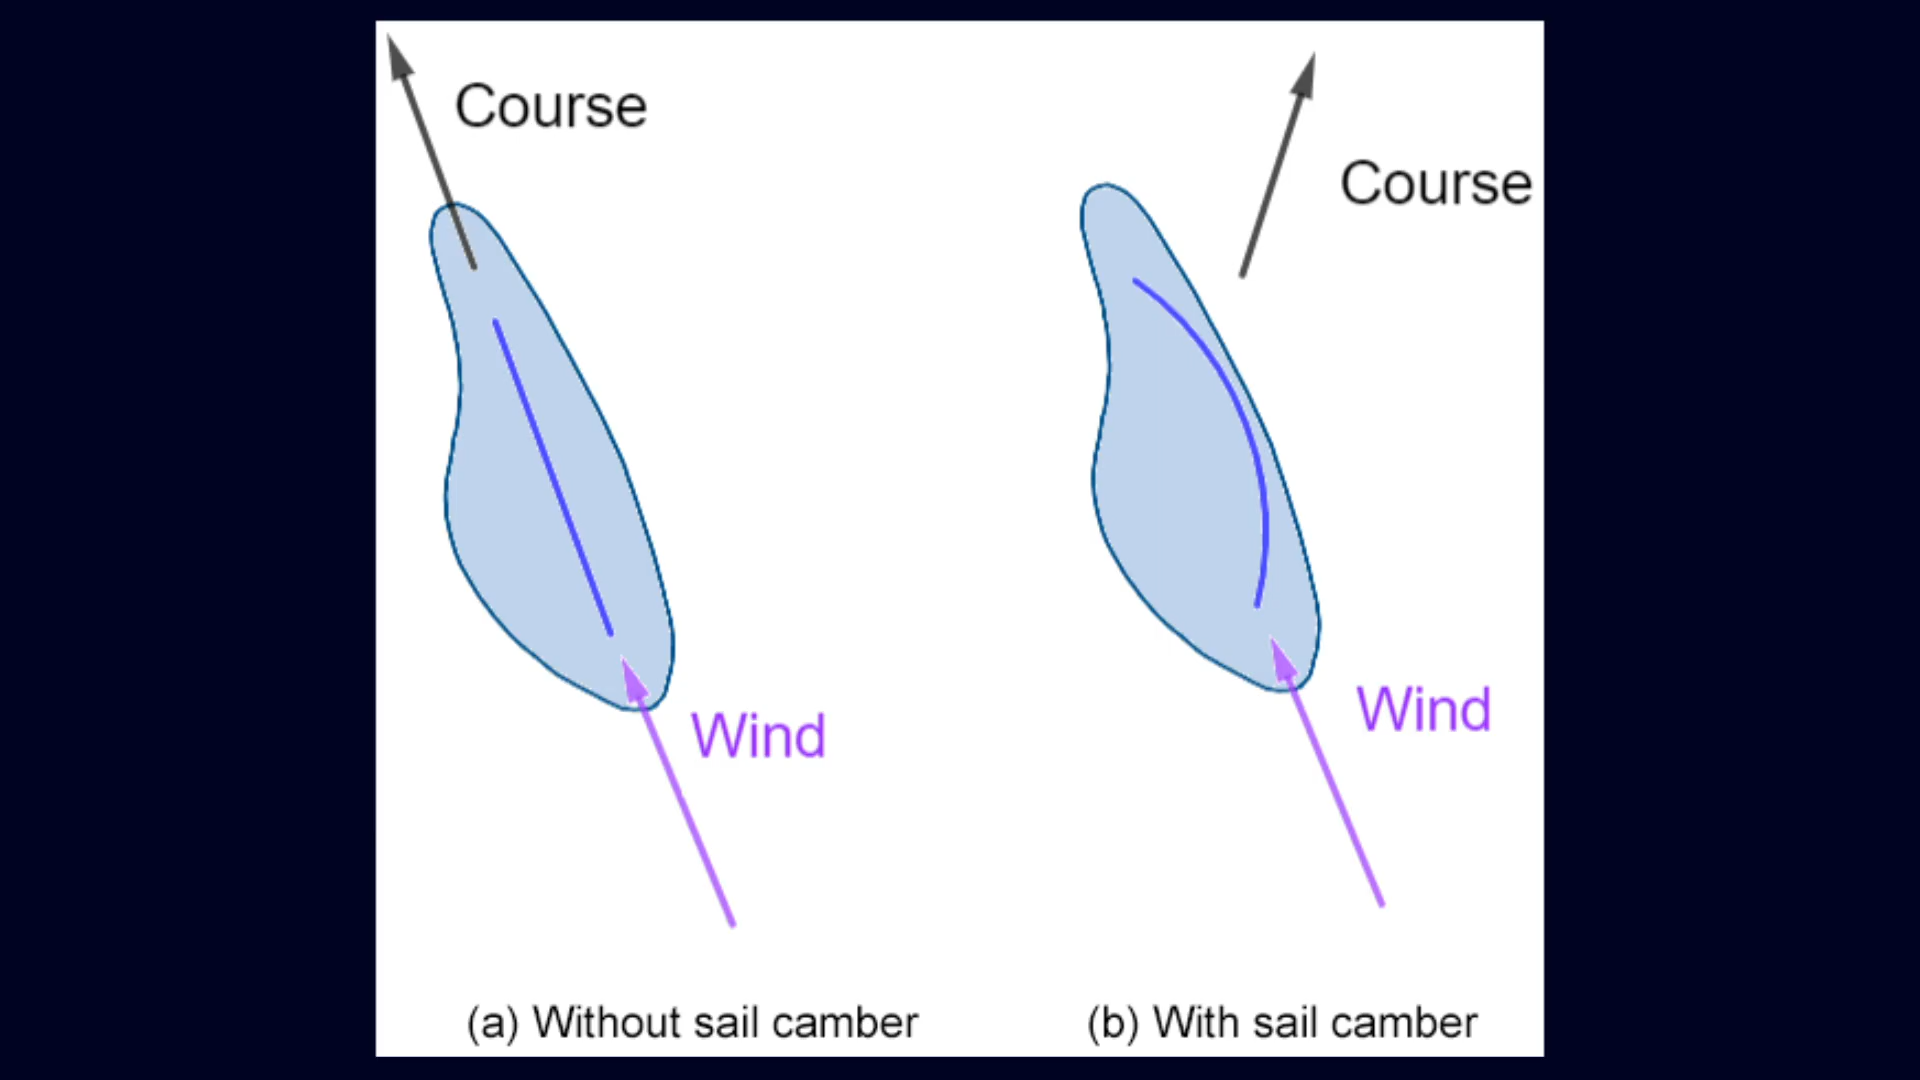 Course
Course
Wind
Wind
(a) Without sail camber
(b) With sail camber